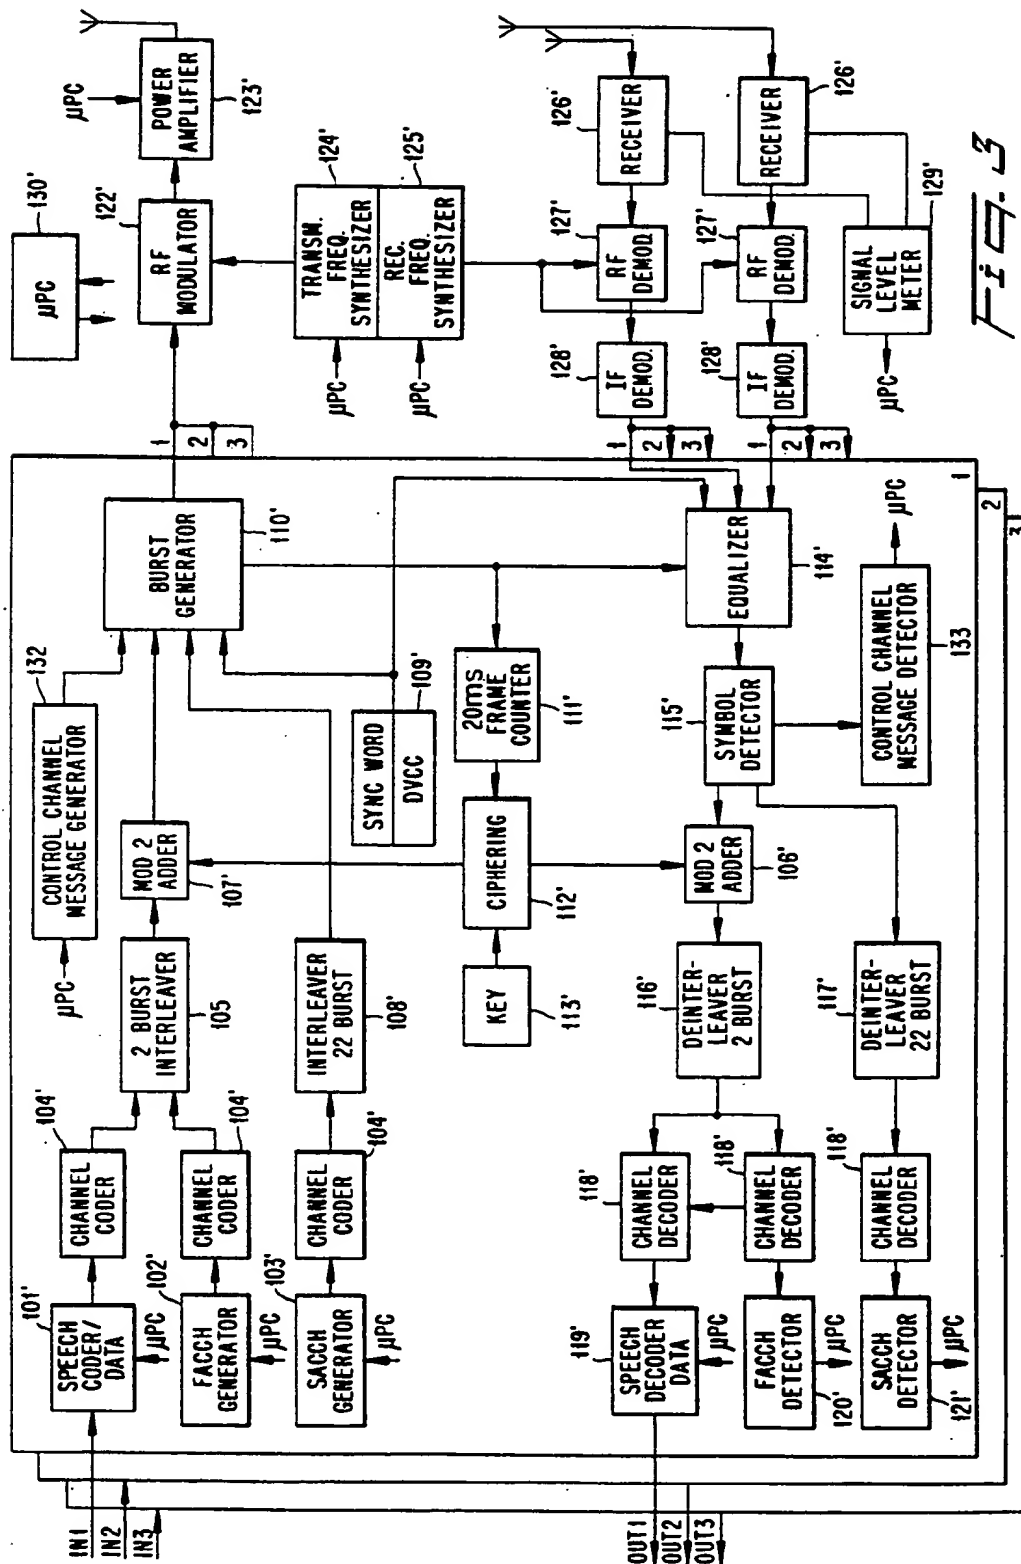 IN1
IN2
IN3
101'
SPEECH
CODER/
DATA
µPC
104'
CHANNEL
CODER
102'
FACCH
GENERATOR
µPC
104'
CHANNEL
CODER
103'
SACCH
GENERATOR
µPC
CHANNEL
CODER
104'
2 BURST
INTERLEAVER
105
INTERLEAVER
22 BURST
108'
µPC
CONTROL CHANNEL
MESSAGE GENERATOR
132
MOD 2
ADDER
107'
BURST
GENERATOR
110'
SYNC WORD
DVCC
109'
20ms
FRAME
COUNTER
111'
CIPHERING
112'
KEY
113'
1
2
3
µPC
130'
RF
MODULATOR
122'
µPC
POWER
AMPLIFIER
123'
µPC
TRANSM.
FREQ.
SYNTHESIZER
124'
µPC
REC.
FREQ.
SYNTHESIZER
125'
RECEIVER
126'
RF
DEMOD.
127'
IF
DEMOD.
128'
1
2
3
RECEIVER
126'
RF
DEMOD.
127'
IF
DEMOD.
128'
1
2
3
SIGNAL
LEVEL
METER
129'
µPC
EQUALIZER
114'
SYMBOL
DETECTOR
115'
CONTROL CHANNEL
MESSAGE DETECTOR
133
µPC
MOD 2
ADDER
106'
DEINTER-
LEAVER
2 BURST
116'
DEINTER-
LEAVER
22 BURST
117'
CHANNEL
DECODER
118'
CHANNEL
DECODER
118'
CHANNEL
DECODER
118'
SPEECH
DECODER
DATA
119'
µPC
FACCH
DETECTOR
120'
µPC
SACCH
DETECTOR
121'
µPC
OUT1
OUT2
OUT3
1
2
3
Fig. 3